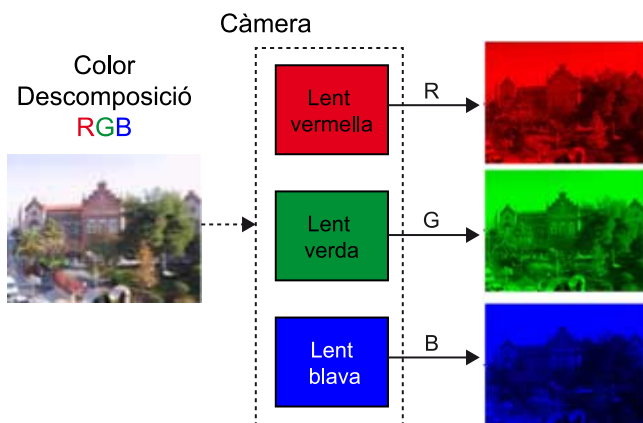 Càmera
Color
Descomposició
RGB
Lent
vermella
R
Lent
verda
G
Lent
blava
B